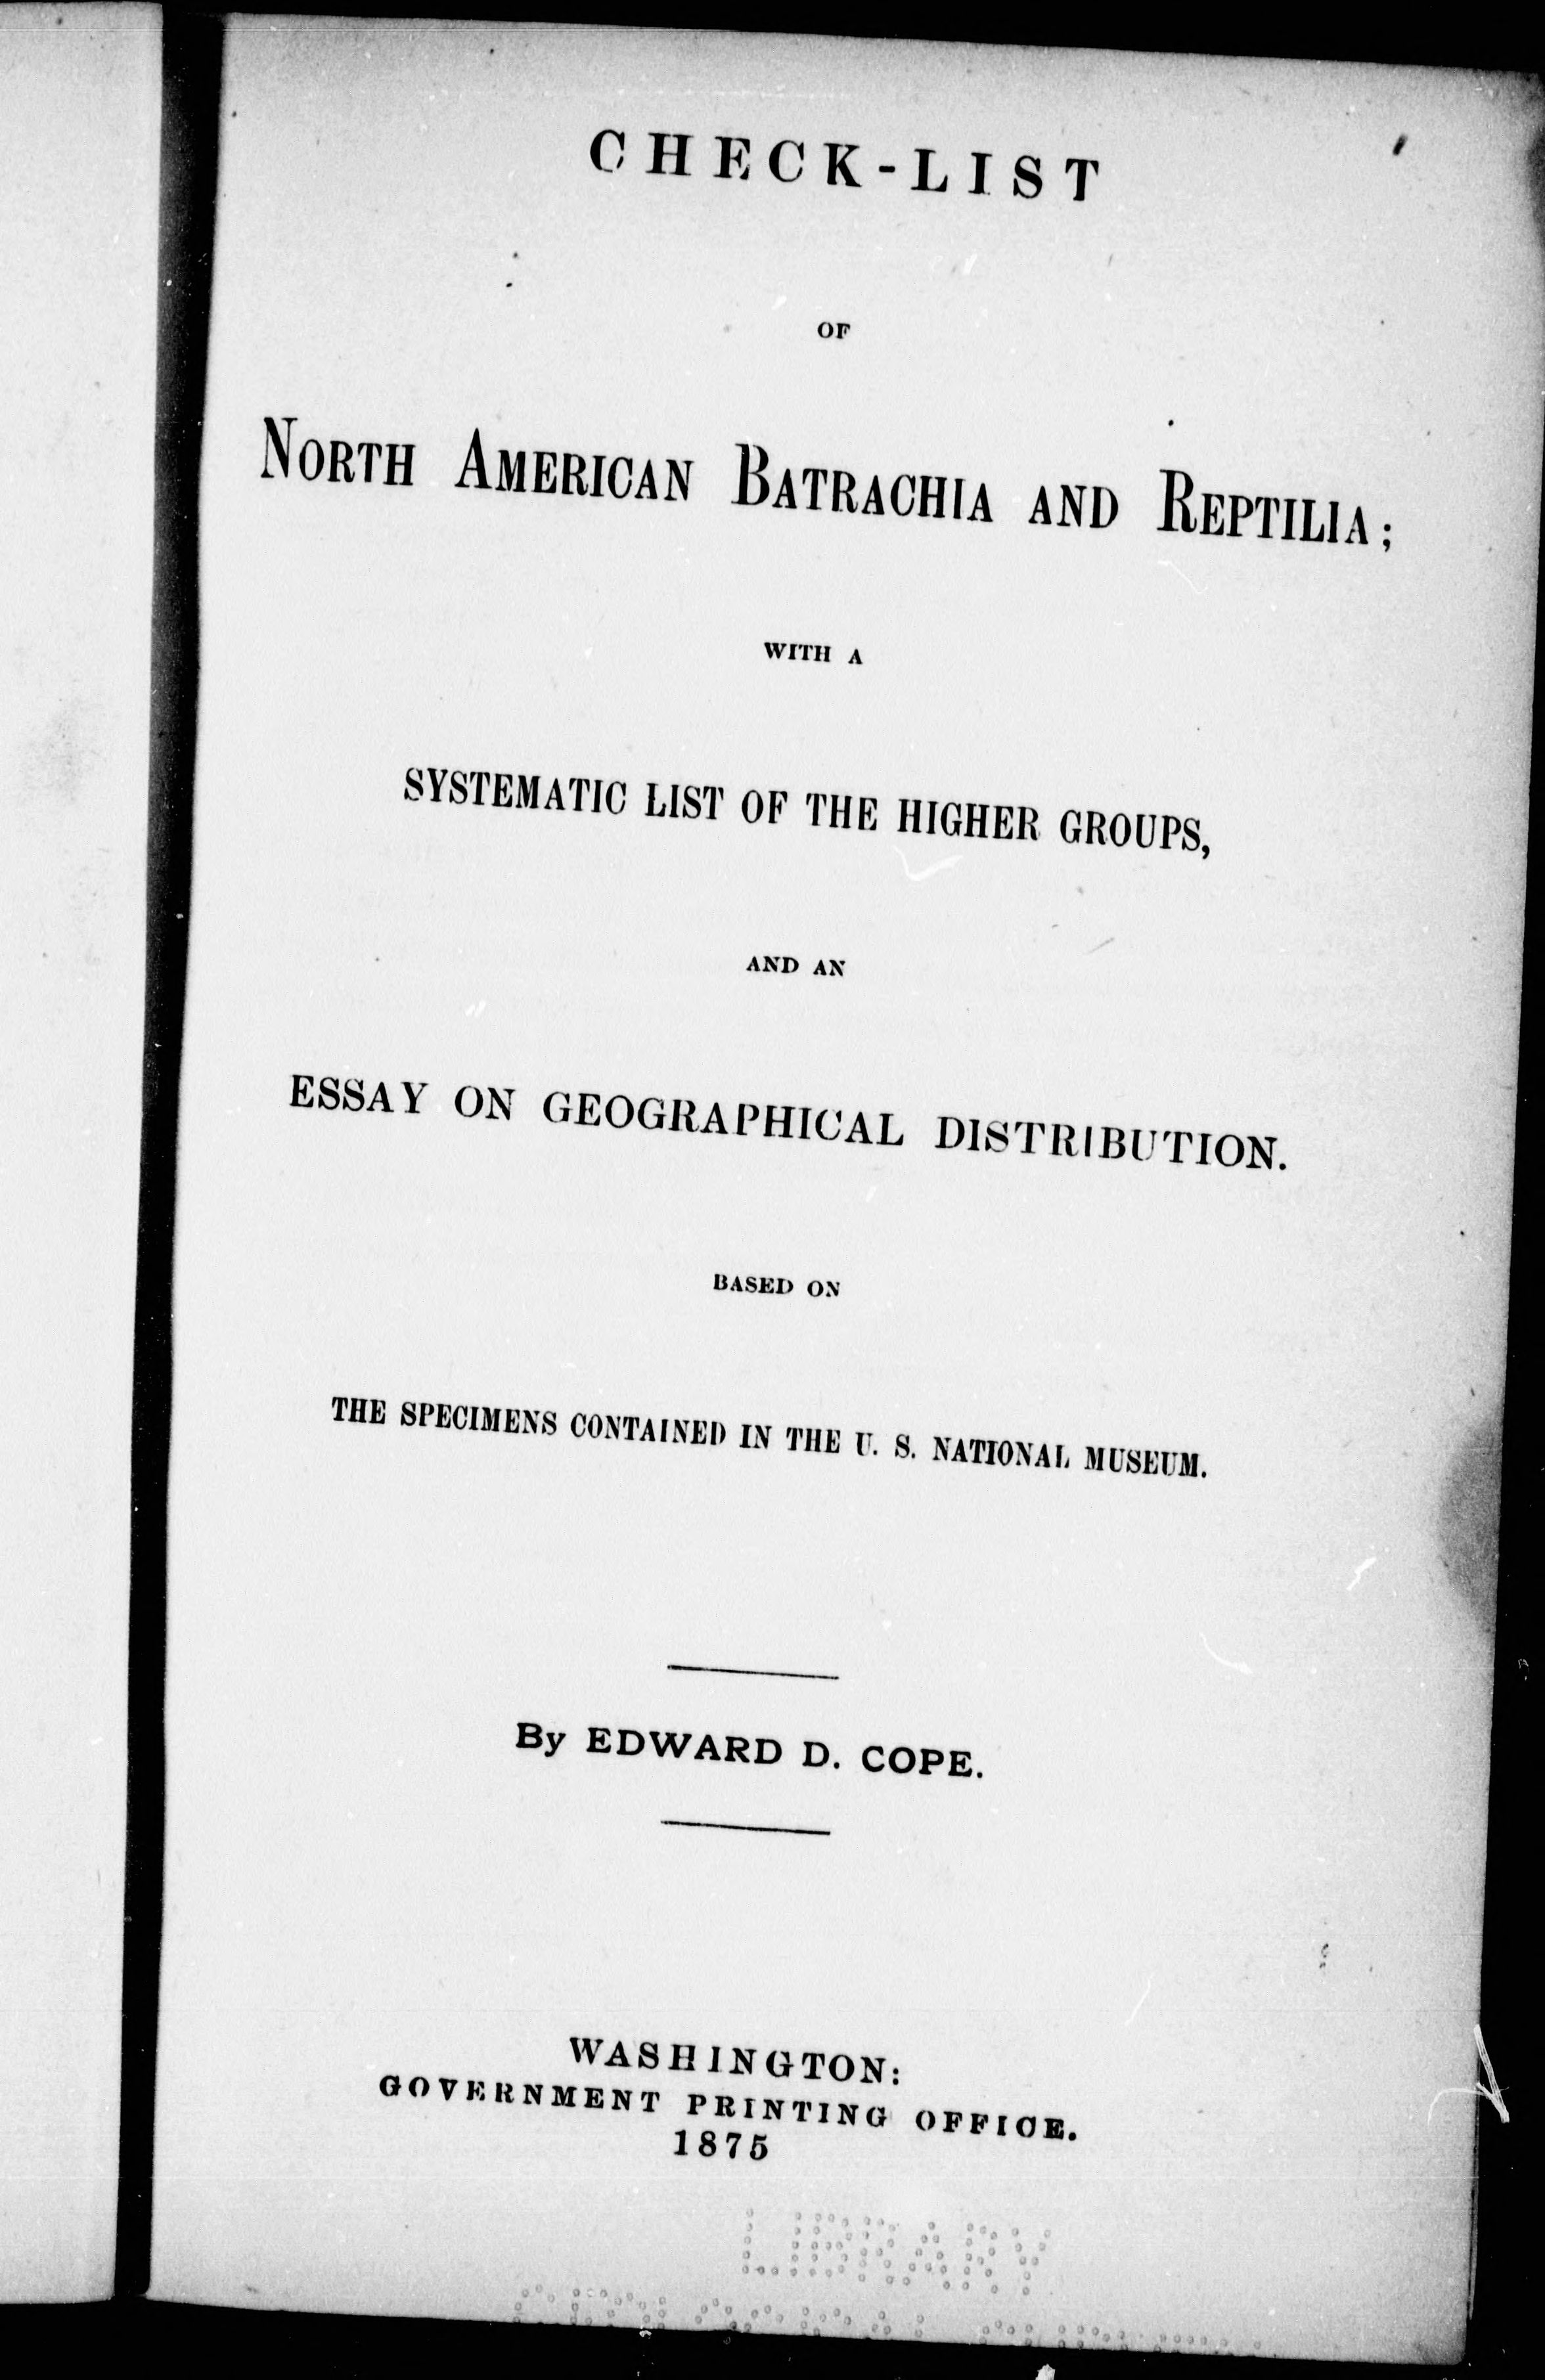 CHECK-LIST
OF
NORTH AMERICAN BATRACHIA AND REPTILIA;
WITH A
SYSTEMATIC LIST OF THE HIGHER GROUPS,
AND AN
ESSAY ON GEOGRAPHICAL DISTRIBUTION.
BASED ON
THE SPECIMENS CONTAINED IN THE U. S. NATIONAL MUSEUM.
By EDWARD D. COPE.
WASHINGTON:
GOVERNMENT PRINTING OFFICE.
1875
LIBRARY